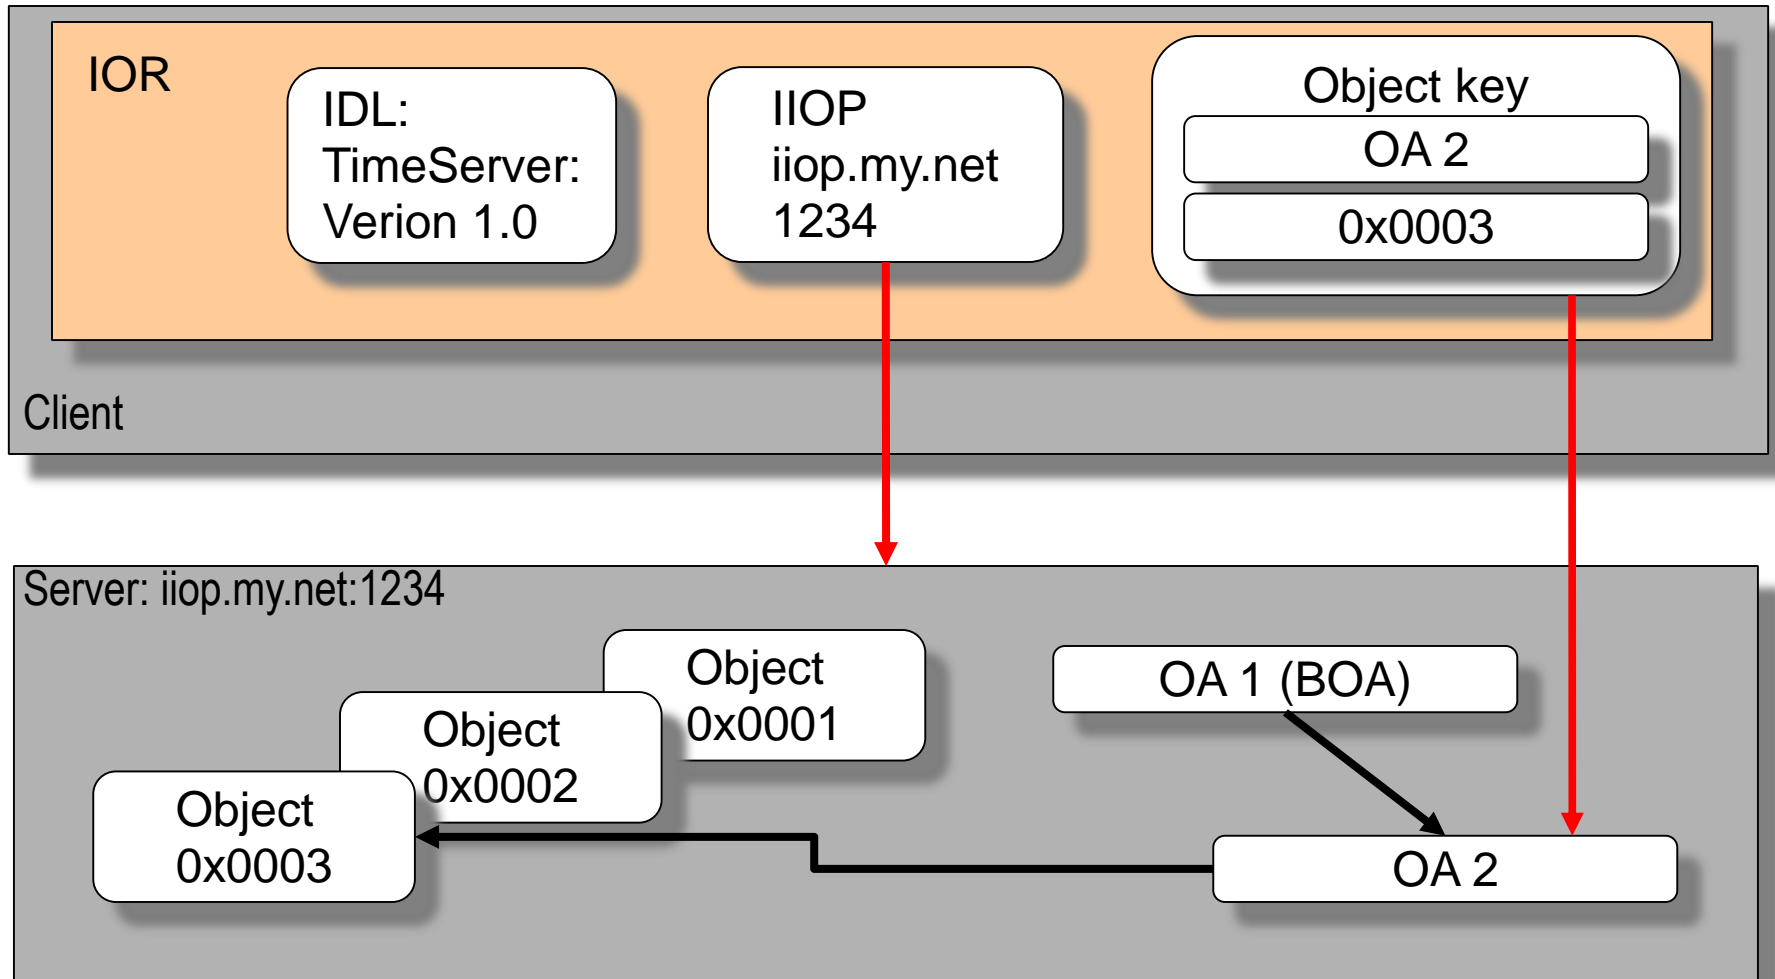 IOR
IDL:
TimeServer:
Verion 1.0
IIOP
iiop.my.net
1234
Object key
OA 2
0x0003
Client
Server: iiop.my.net:1234
Object
0x0001
Object
0x0002
Object
0x0003
OA 1 (BOA)
OA 2